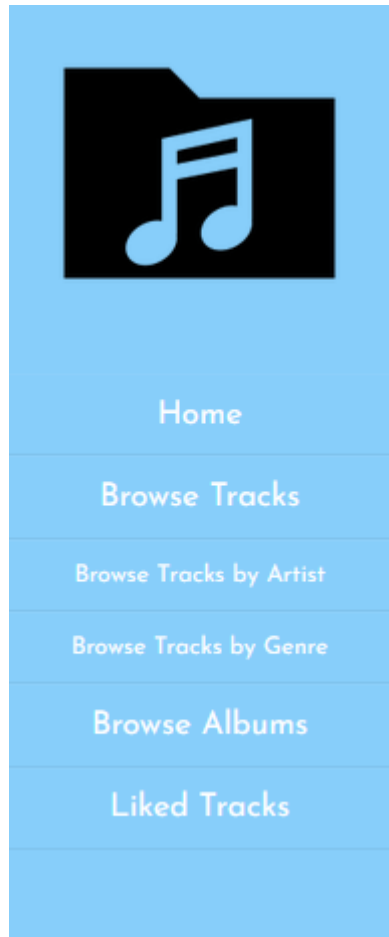 Home
Browse Tracks
Browse Tracks by Artist
Browse Tracks by Genre
Browse Albums
Liked Tracks